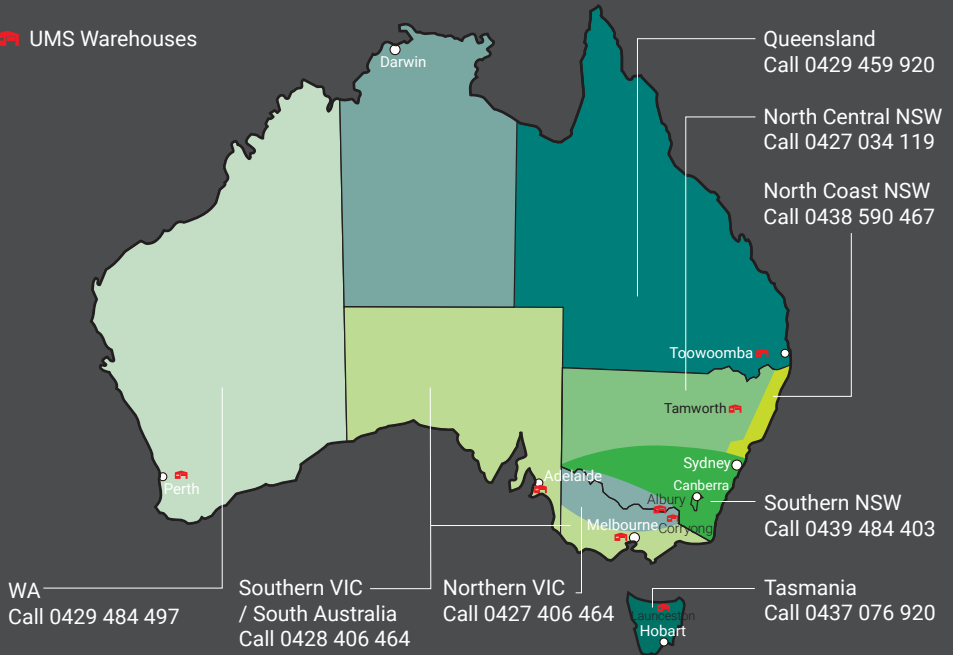 UMS Warehouses
Darwin
Queensland
Call 0429 459 920
North Central NSW
Call 0427 034 119
North Coast NSW
Call 0438 590 467
Toowoomba
Tamworth
Sydney
Canberra
Adelaide
Perth
Albury
Melbourne
Corryong
Southern NSW
Call 0439 484 403
WA
Call 0429 484 497
Southern VIC
/ South Australia
Call 0428 406 464
Northern VIC
Call 0427 406 464
Tasmania
Call 0437 076 920
Launceston
Hobart